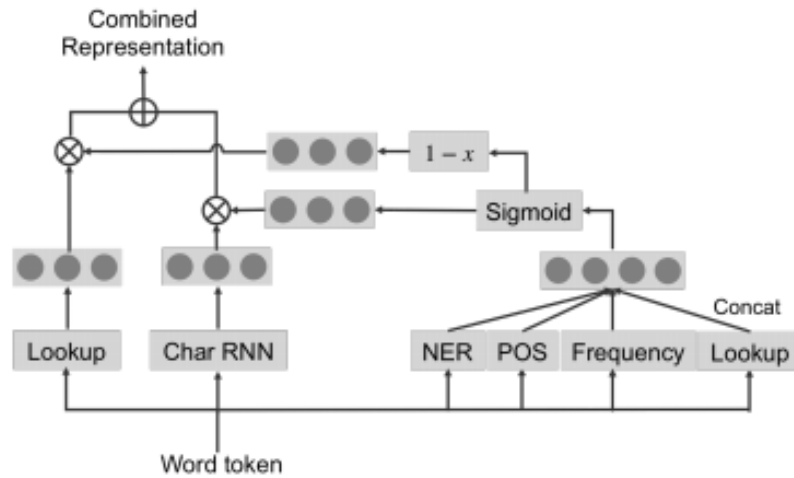 Combined
Representation
1 − x
Sigmoid
Concat
Lookup
Char RNN
NER
POS
Frequency
Lookup
Word token